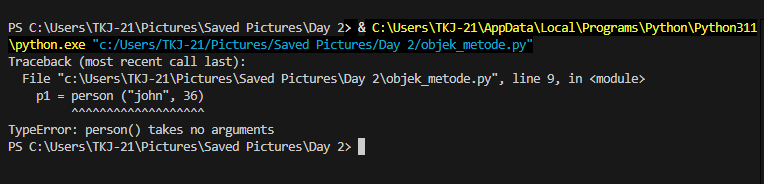 PS C:\Users\TKJ-21\Pictures\Saved Pictures\Day 2> & C:\Users\TKJ-21\AppData\Local\Programs\Python\Python311
\python.exe "c:/Users/TKJ-21/Pictures/Saved Pictures/Day 2/objek_metode.py"
Traceback (most recent call last):
  File "c:\Users\TKJ-21\Pictures\Saved Pictures\Day 2\objek_metode.py", line 9, in <module>
    p1 = person ("john", 36)
         ^^^^^^^^^^^^^^^^^^^
TypeError: person() takes no arguments
PS C:\Users\TKJ-21\Pictures\Saved Pictures\Day 2>